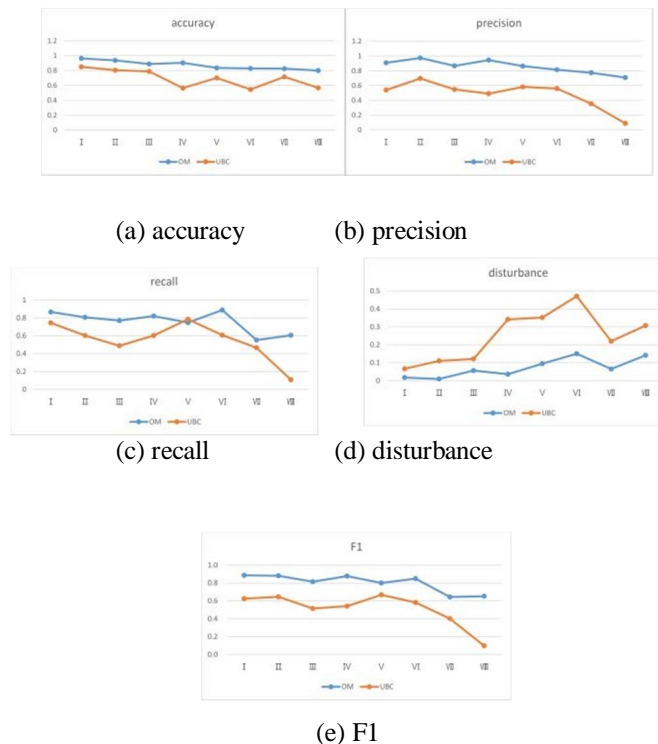 accuracy
1.2
1
0.8
0.6
0.4
0.2
0
I II III IV V VI VII VIII
OM UBC
precision
1.2
1
0.8
0.6
0.4
0.2
0
I II III IV V VI VII VIII
OM UBC
(a) accuracy (b) precision
recall
1
0.8
0.6
0.4
0.2
0
I II III IV V VI VII VIII
OM UBC
disturbance
0.5
0.4
0.3
0.2
0.1
0
I II III IV V VI VII VIII
OM UBC
(c) recall (d) disturbance
F1
1.0
0.8
0.6
0.4
0.2
0.0
I II III IV V VI VII VIII
OM UBC
(e) F1